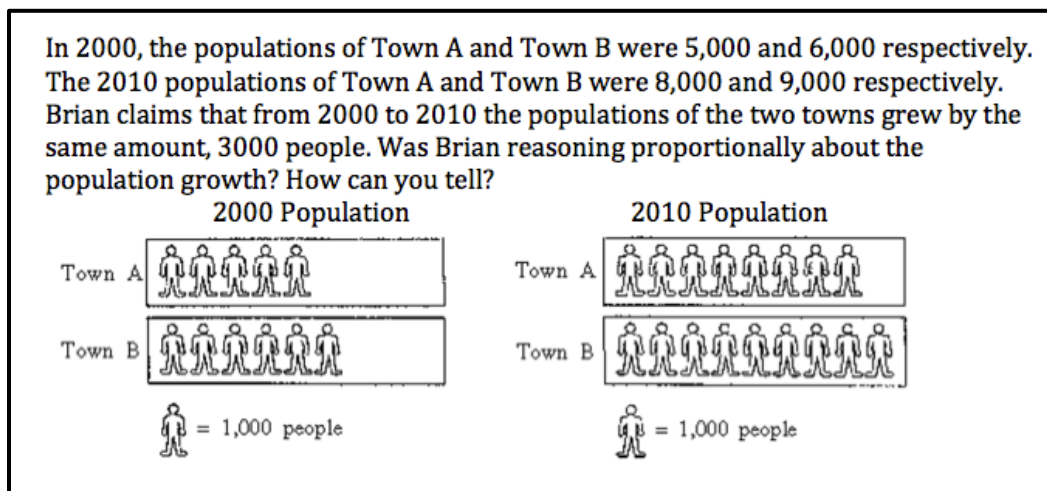 In 2000, the populations of Town A and Town B were 5,000 and 6,000 respectively.
The 2010 populations of Town A and Town B were 8,000 and 9,000 respectively.
Brian claims that from 2000 to 2010 the populations of the two towns grew by the
same amount, 3000 people. Was Brian reasoning proportionally about the
population growth? How can you tell?
2000 Population
Town A
Town B
= 1,000 people
2010 Population
Town A
Town B
= 1,000 people